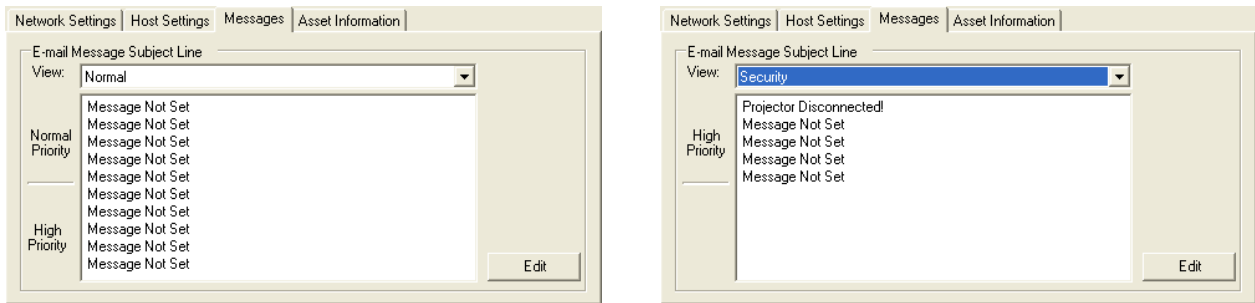 Network Settings Host Settings Messages Asset Information
E-mail Message Subject Line
View: Normal
Normal Priority
High Priority
Message Not Set
Message Not Set
Message Not Set
Message Not Set
Message Not Set
Message Not Set
Message Not Set
Message Not Set
Message Not Set
Message Not Set
Edit
Network Settings Host Settings Messages Asset Information
E-mail Message Subject Line
View: Security
High Priority
Projector Disconnected!
Message Not Set
Message Not Set
Message Not Set
Message Not Set
Edit